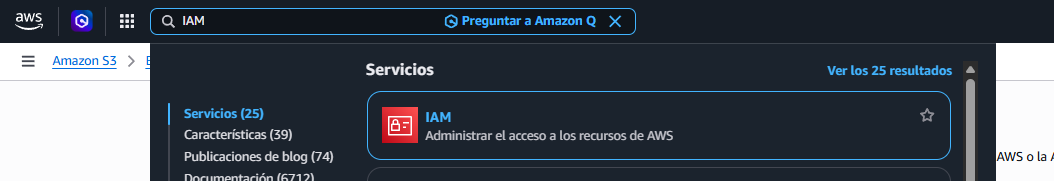 aws
IAM
Preguntar a Amazon Q
Amazon S3
Servicios
Ver los 25 resultados
Servicios (25)
Características (39)
Publicaciones de blog (74)
Documentación (6712)
IAM
Administrar el acceso a los recursos de AWS
AWS o la